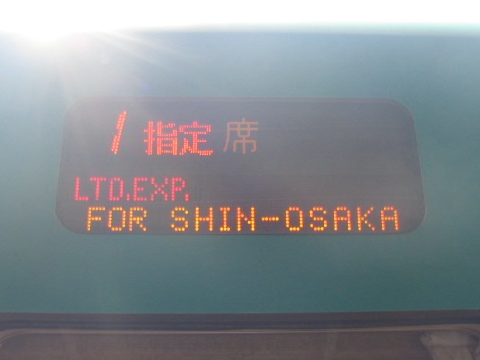 1 指定席
LTD.EXP.
FOR SHIN-OSAKA